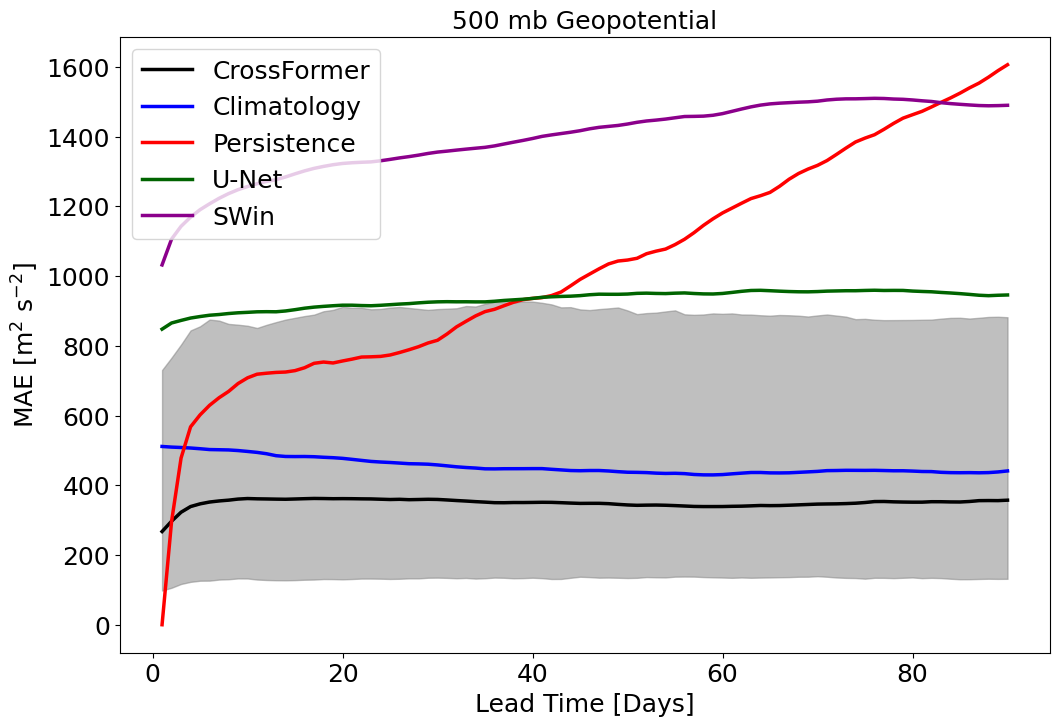 500 mb Geopotential
CrossFormer
Climatology
Persistence
U-Net
SWin
MAE [m² s⁻²]
1600
1400
1200
1000
800
600
400
200
0
0 20 40 60 80
Lead Time [Days]